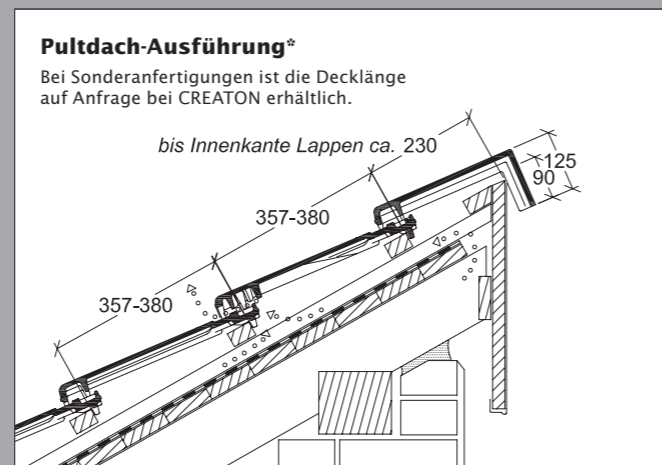 Pultdach-Ausführung*
Bei Sonderanfertigungen ist die Decklänge
auf Anfrage bei CREATON erhältlich.
bis Innenkante Lappen ca. 230
125
90
357-380
357-380